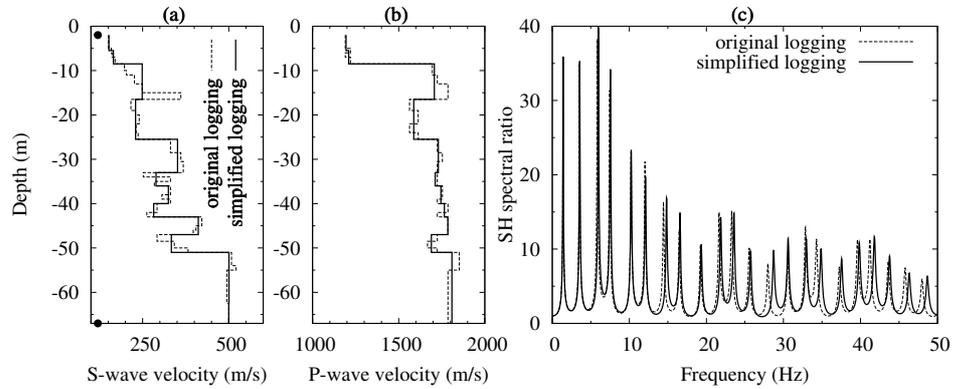 (a)
(b)
(c)
0
-10
-20
-30
-40
-50
-60
Depth (m)
250
500
S-wave velocity (m/s)
original logging
simplified logging
0
-10
-20
-30
-40
-50
-60
1000
1500
2000
P-wave velocity (m/s)
40
30
20
10
0
SH spectral ratio
original logging
simplified logging
0
10
20
30
40
50
Frequency (Hz)